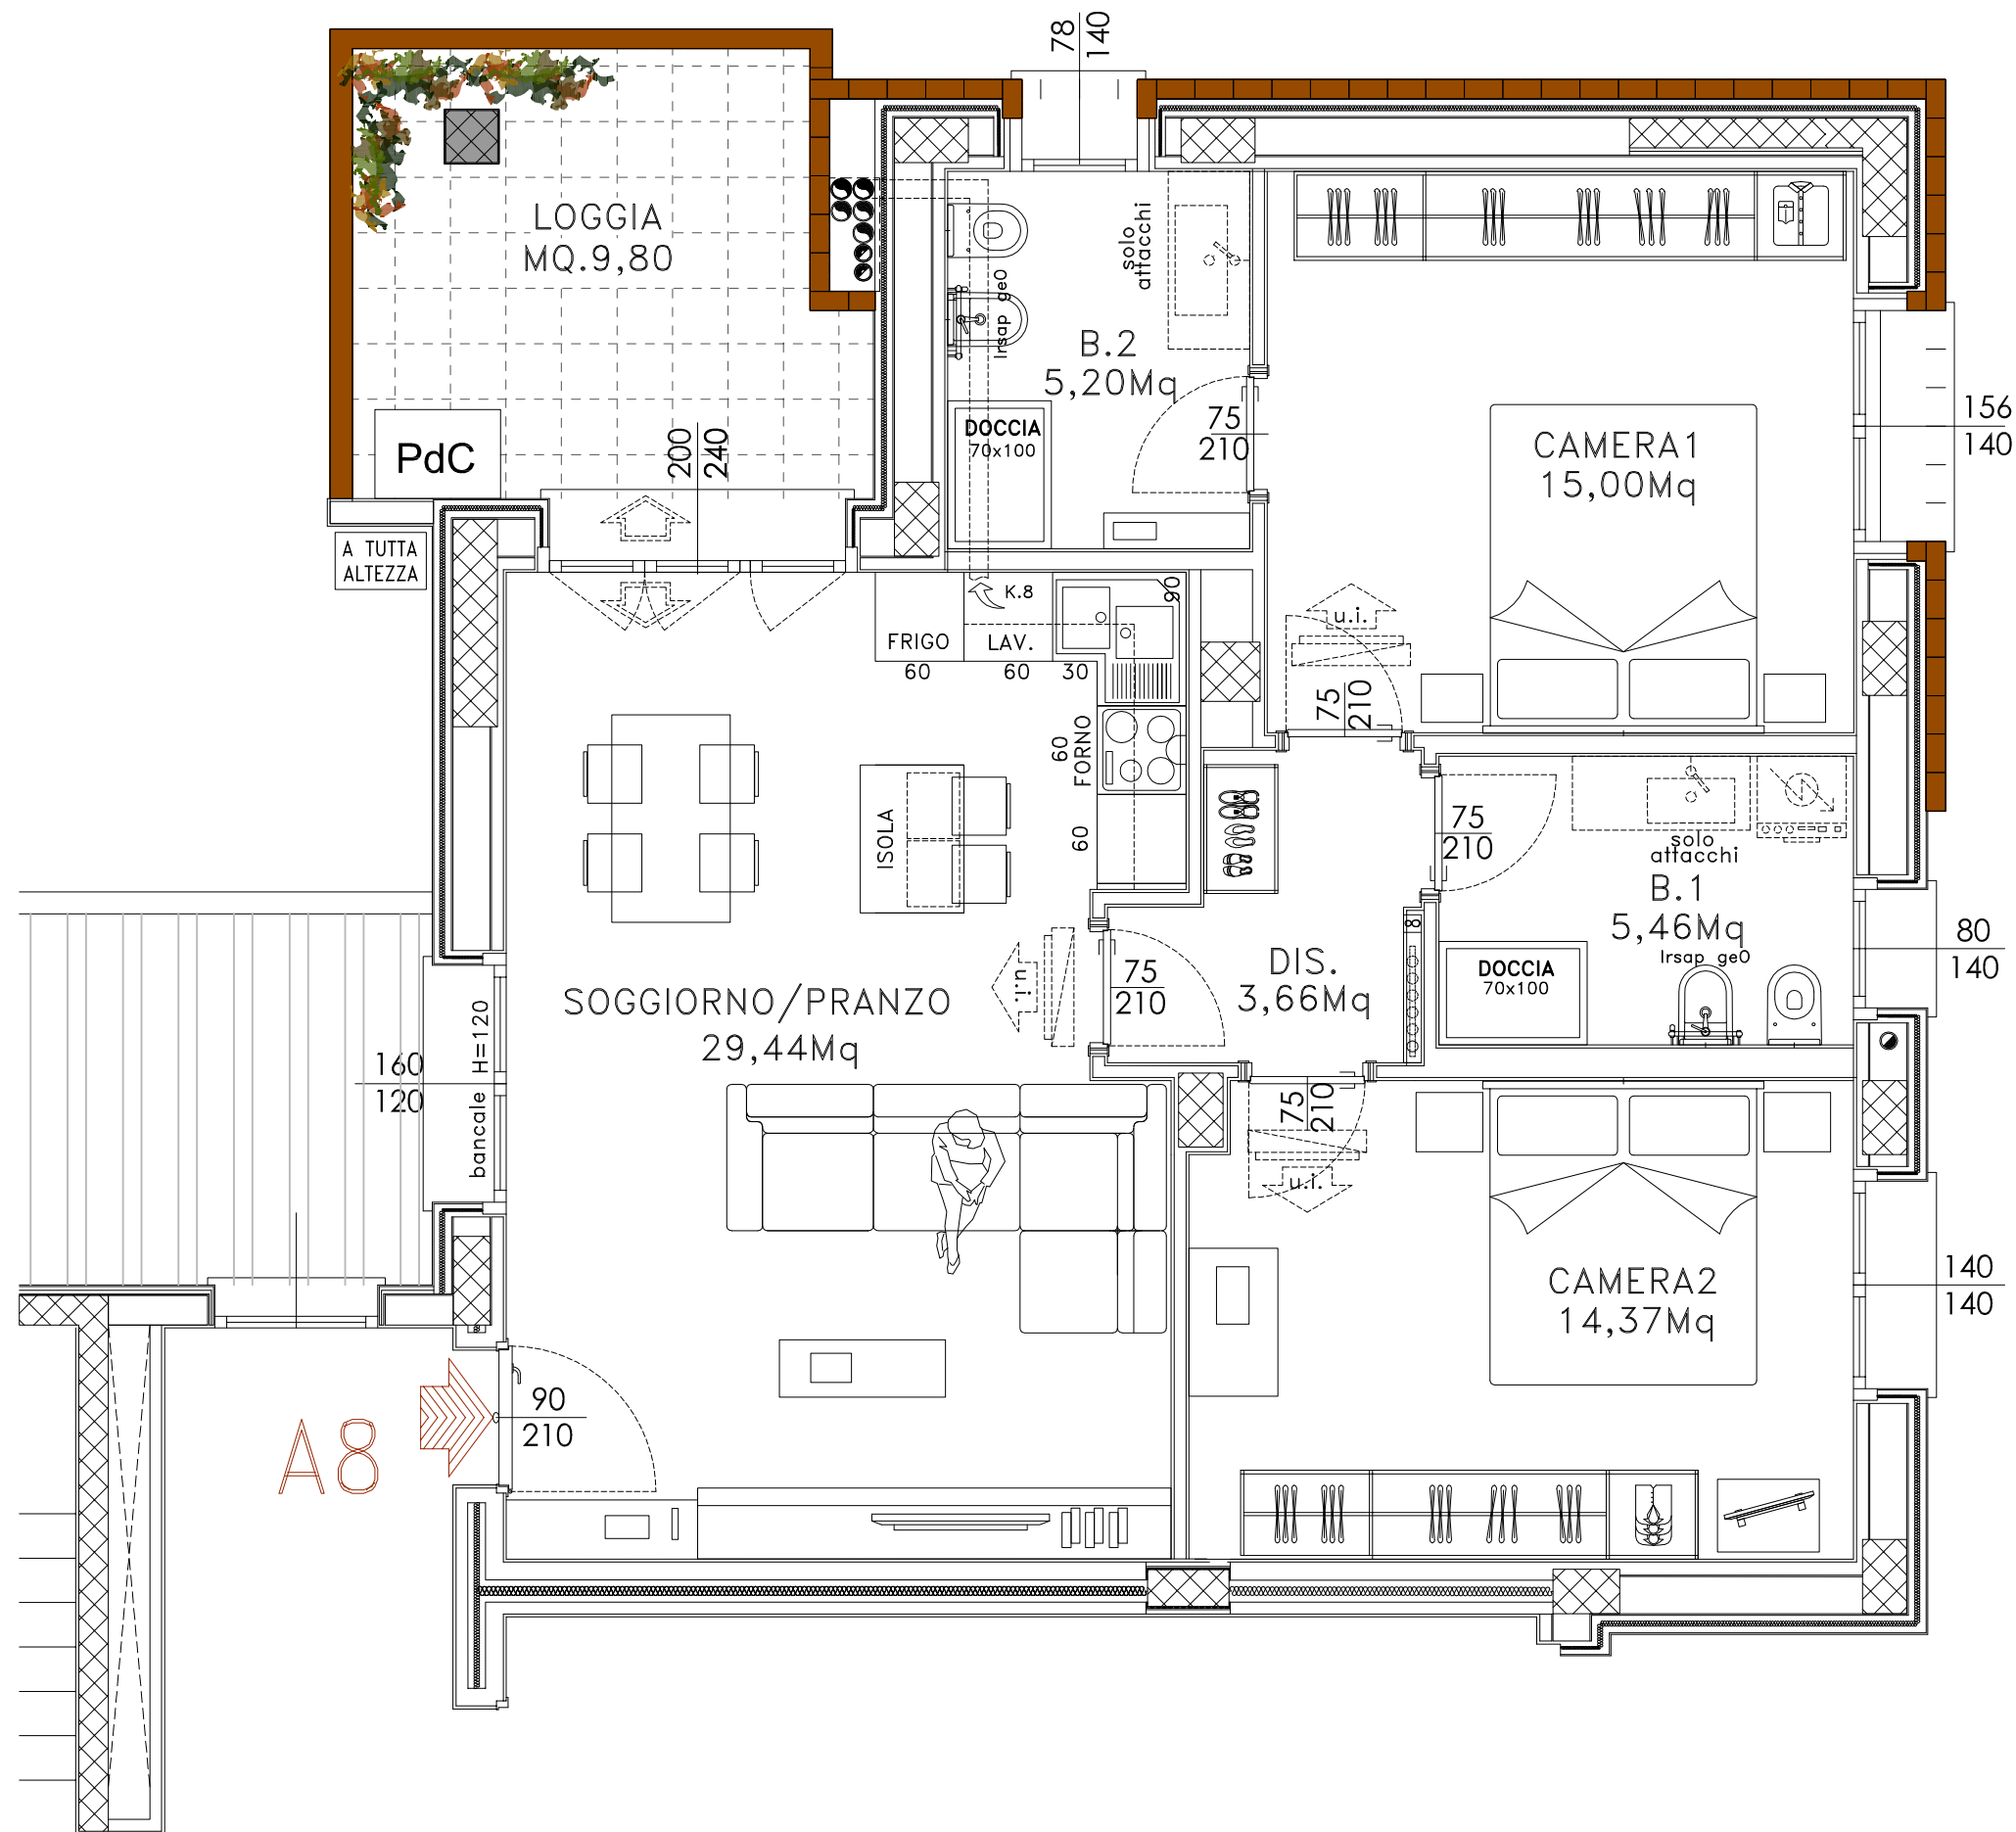 78
140
LOGGIA
MQ.9,80
solo
attacchi
Irsap ge0
B.2
5,20Mq
75
210
DOCCIA
70x100
CAMERA1
15,00Mq
156
140
PdC
200
240
A TUTTA
ALTEZZA
K.8
90
FRIGO
LAV.
60
60
30
u.i.
75
210
60
FORNO
60
ISOLA
75
210
solo
attacchi
B.1
5,46Mq
Irsap ge0
DOCCIA
70x100
80
140
8
DIS.
3,66Mq
75
210
u.i.
SOGGIORNO/PRANZO
29,44Mq
160
120
bancale H=120
75
210
u.i.
CAMERA2
14,37Mq
140
140
90
210
A8